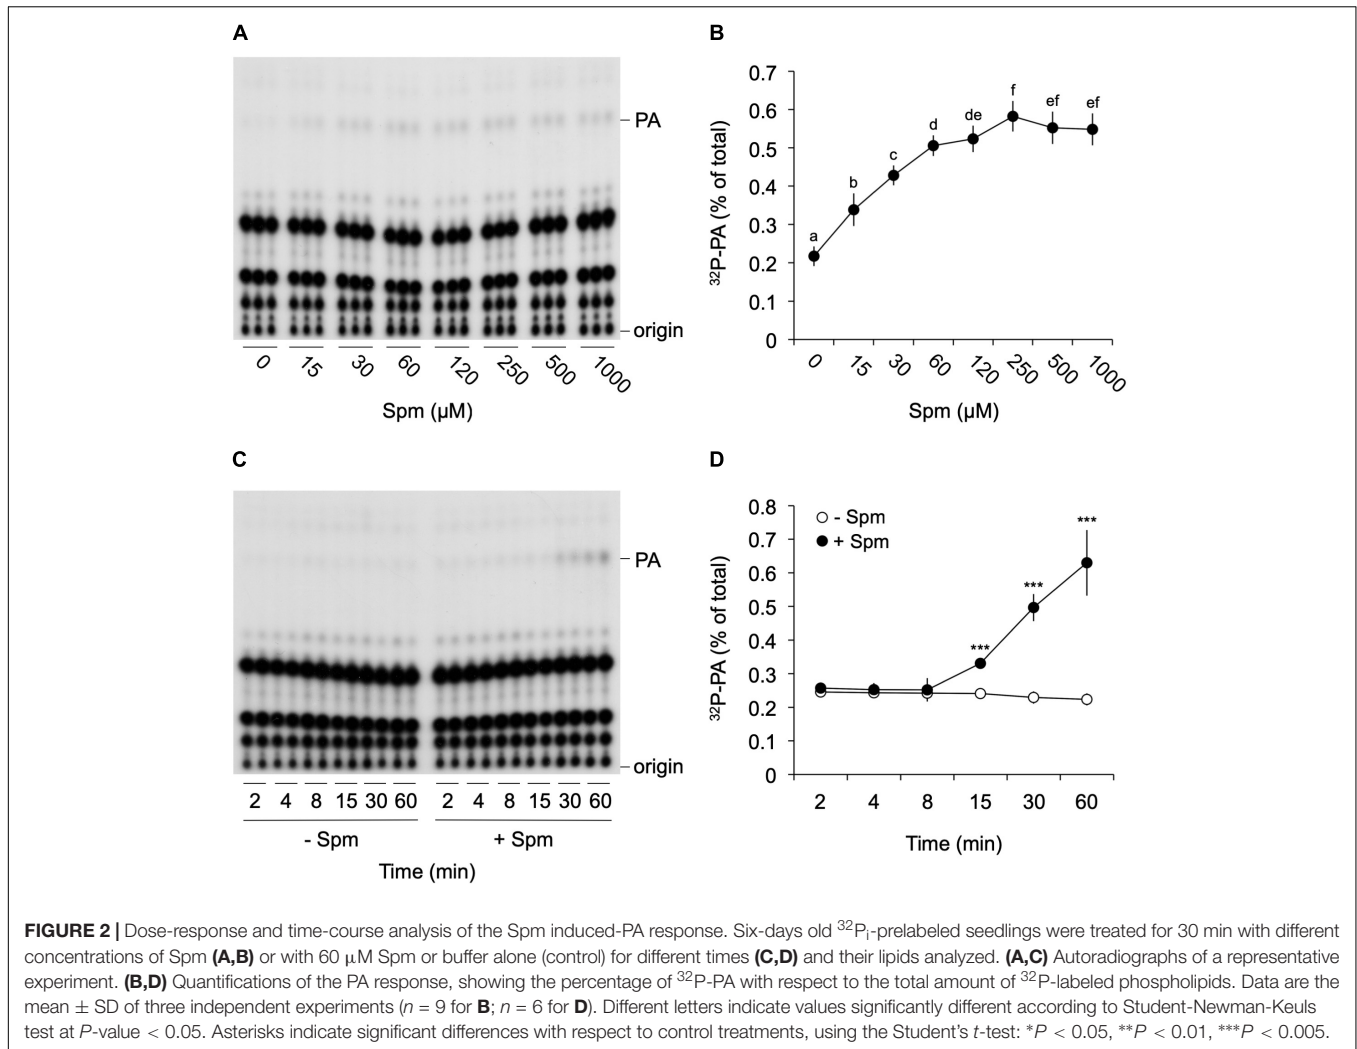 A
PA
origin
0 15 30 60 120 250 500 1000
Spm (µM)
B
0.7
0.6
0.5
0.4
0.3
0.2
0.1
0
³²P-PA (% of total)
a b c d de f ef ef
0 15 30 60 120 250 500 1000
Spm (µM)
C
PA
origin
2 4 8 15 30 60 2 4 8 15 30 60
- Spm + Spm
Time (min)
D
0.8
0.7
0.6
0.5
0.4
0.3
0.2
0.1
0
³²P-PA (% of total)
- Spm
+ Spm
*** *** ***
2 4 8 15 30 60
Time (min)
FIGURE 2 | Dose-response and time-course analysis of the Spm induced-PA response. Six-days old ³²Pᵢ-prelabeled seedlings were treated for 30 min with different
concentrations of Spm (A,B) or with 60 µM Spm or buffer alone (control) for different times (C,D) and their lipids analyzed. (A,C) Autoradiographs of a representative
experiment. (B,D) Quantifications of the PA response, showing the percentage of ³²P-PA with respect to the total amount of ³²P-labeled phospholipids. Data are the
mean ± SD of three independent experiments (n = 9 for B; n = 6 for D). Different letters indicate values significantly different according to Student-Newman-Keuls
test at P-value < 0.05. Asterisks indicate significant differences with respect to control treatments, using the Student's t-test: *P < 0.05, **P < 0.01, ***P < 0.005.